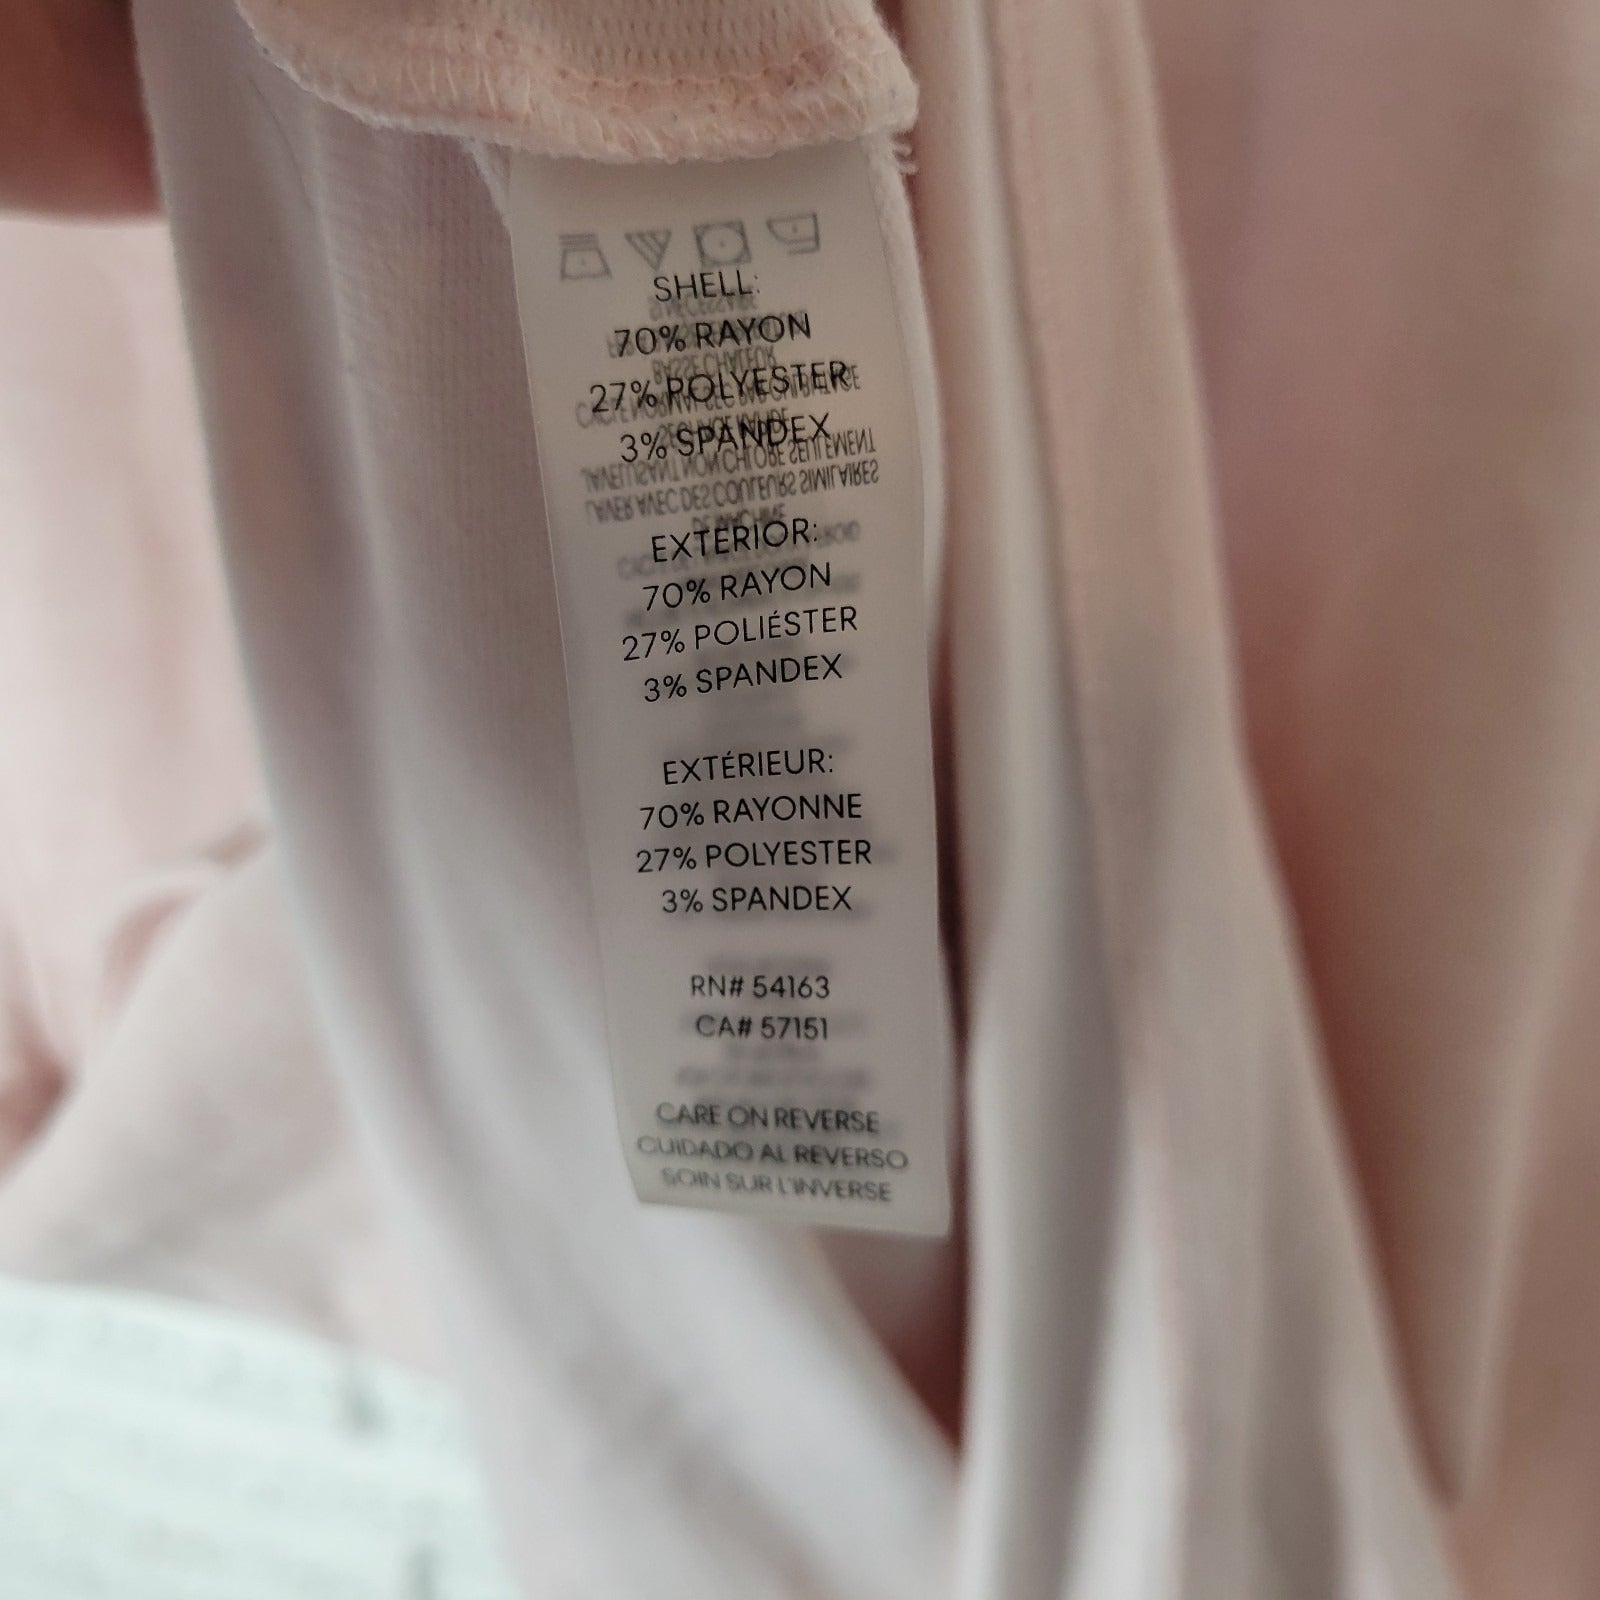 SHELL:
70% RAYON
27% POLYESTER
3% SPANDEX
EXTERIOR:
70% RAYON
27% POLIÉSTER
3% SPANDEX
EXTÉRIEUR:
70% RAYONNE
27% POLYESTER
3% SPANDEX
RN# 54163
CA# 57151
CARE ON REVERSE
CUIDADO AL REVERSO
SOIN SUR L'INVERSE